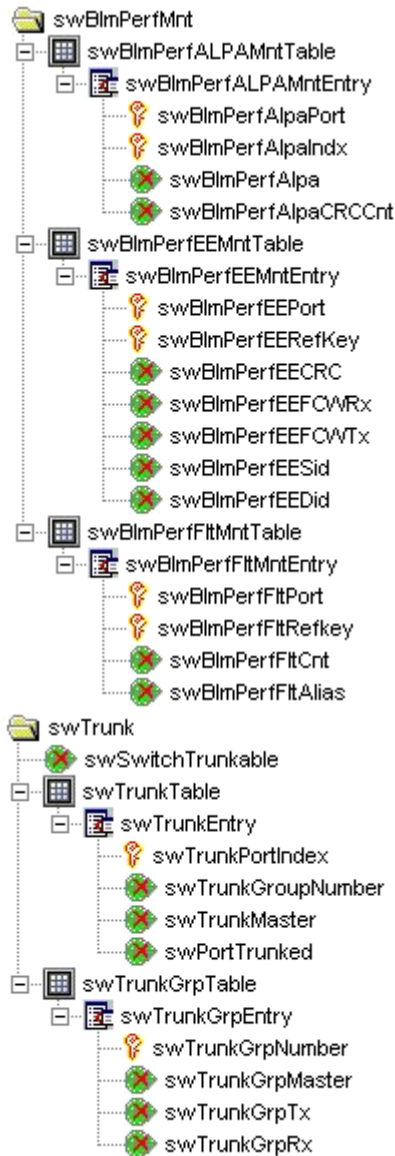 swBlmPerfMnt
swBlmPerfALPAMntTable
swBlmPerfALPAMntEntry
swBlmPerfAlpaPort
swBlmPerfAlpaIndx
swBlmPerfAlpa
swBlmPerfAlpaCRCCnt
swBlmPerfEEMntTable
swBlmPerfEEMntEntry
swBlmPerfEEPort
swBlmPerfEERefKey
swBlmPerfEECRC
swBlmPerfEEFCWRx
swBlmPerfEEFCWTx
swBlmPerfEESid
swBlmPerfEEDid
swBlmPerfFltMntTable
swBlmPerfFltMntEntry
swBlmPerfFltPort
swBlmPerfFltRefkey
swBlmPerfFltCnt
swBlmPerfFltAlias
swTrunk
swSwitchTrunkable
swTrunkTable
swTrunkEntry
swTrunkPortIndex
swTrunkGroupNumber
swTrunkMaster
swPortTrunked
swTrunkGrpTable
swTrunkGrpEntry
swTrunkGrpNumber
swTrunkGrpMaster
swTrunkGrpTx
swTrunkGrpRx